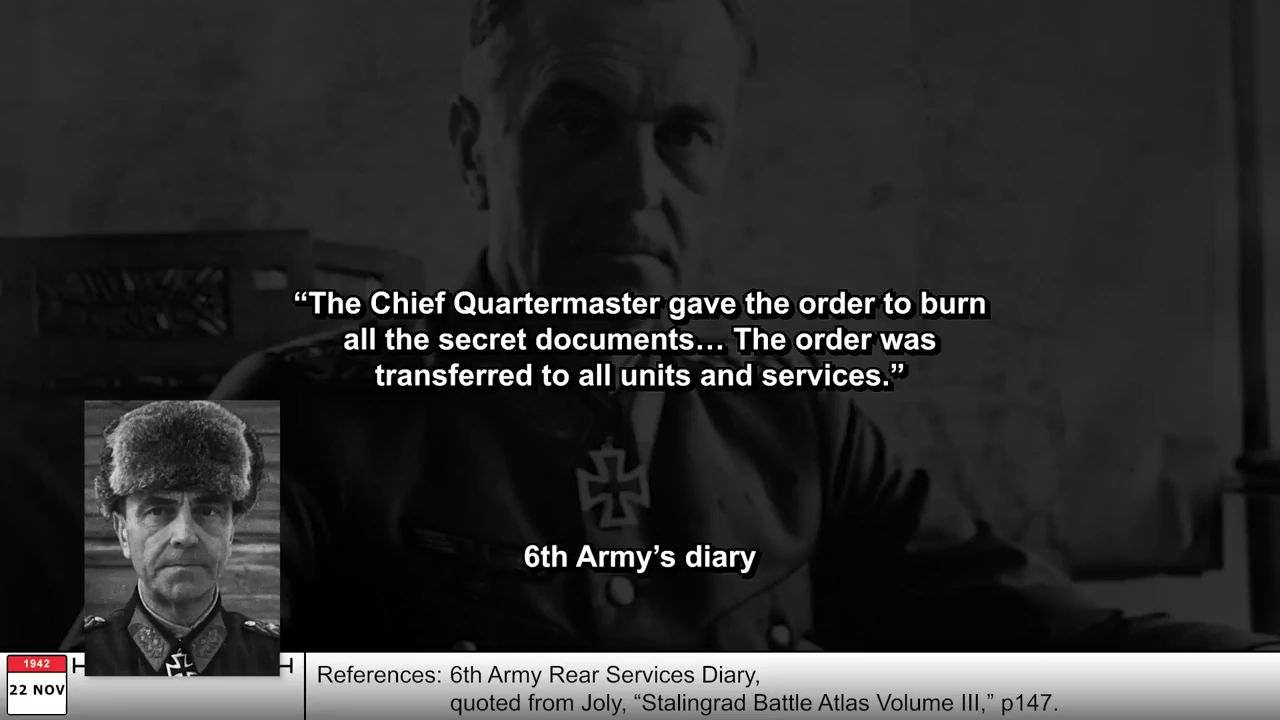 “The Chief Quartermaster gave the order to burn
all the secret documents… The order was
transferred to all units and services.”
6th Army’s diary
1942
22 NOV
References: 6th Army Rear Services Diary,
quoted from Joly, “Stalingrad Battle Atlas Volume III,” p147.